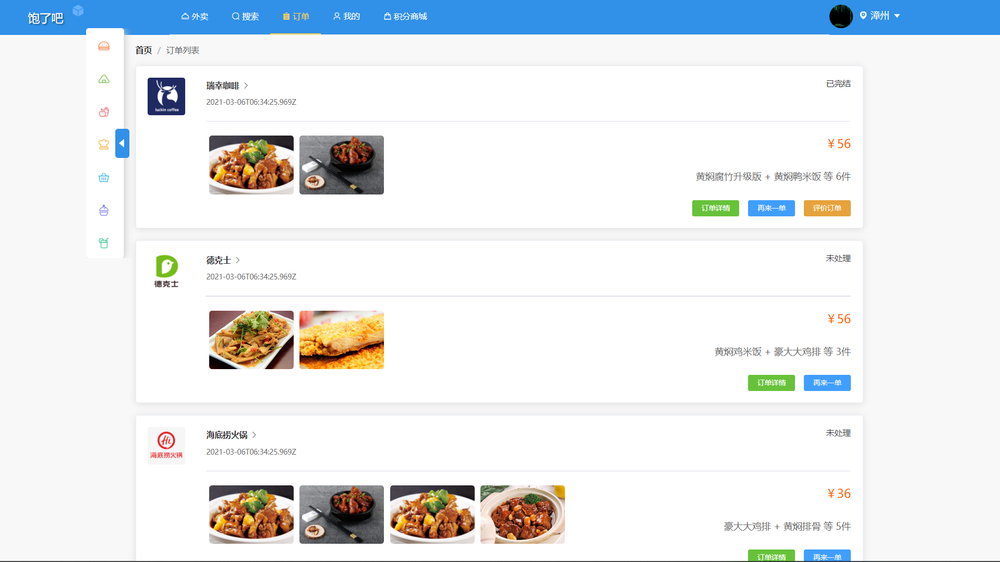 饱了吧
外卖
搜索
订单
我的
积分商城
漳州
首页 / 订单列表
luckin coffee
瑞幸咖啡
已完结
2021-03-06T06:34:25.969Z
¥ 56
黄焖腐竹升级版 + 黄焖鸭米饭 等 6件
订单详情
再来一单
评价订单
德克士
德克士
未处理
2021-03-06T06:34:25.969Z
¥ 56
黄焖鸡米饭 + 豪大大鸡排 等 3件
订单详情
再来一单
Hi
海底捞火锅
海底捞火锅
未处理
2021-03-06T06:34:25.969Z
¥ 36
豪大大鸡排 + 黄焖排骨 等 5件
订单详情
再来一单